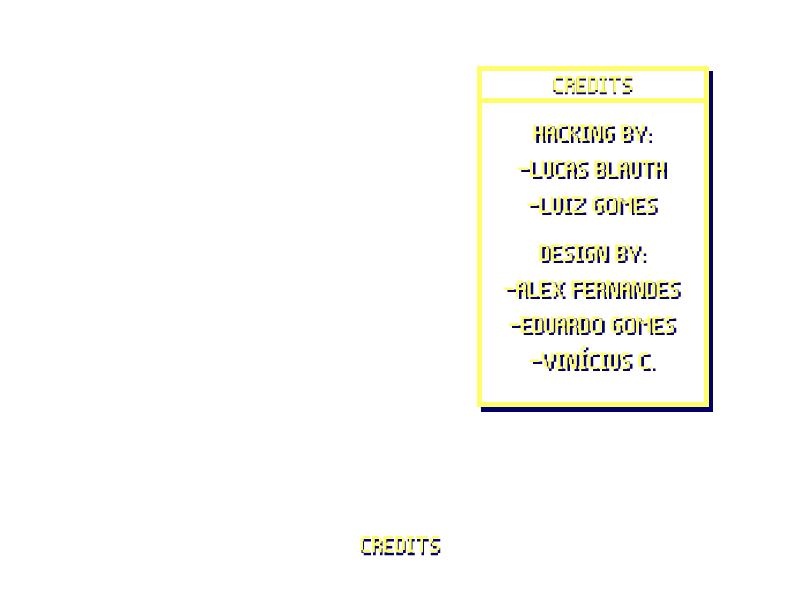 CREDITS
HACKING BY:
-LUCAS BLAUTH
-LUIZ GOMES
DESIGN BY:
-ALEX FERNANDES
-EDUARDO GOMES
-VINÍCIUS C.
CREDITS